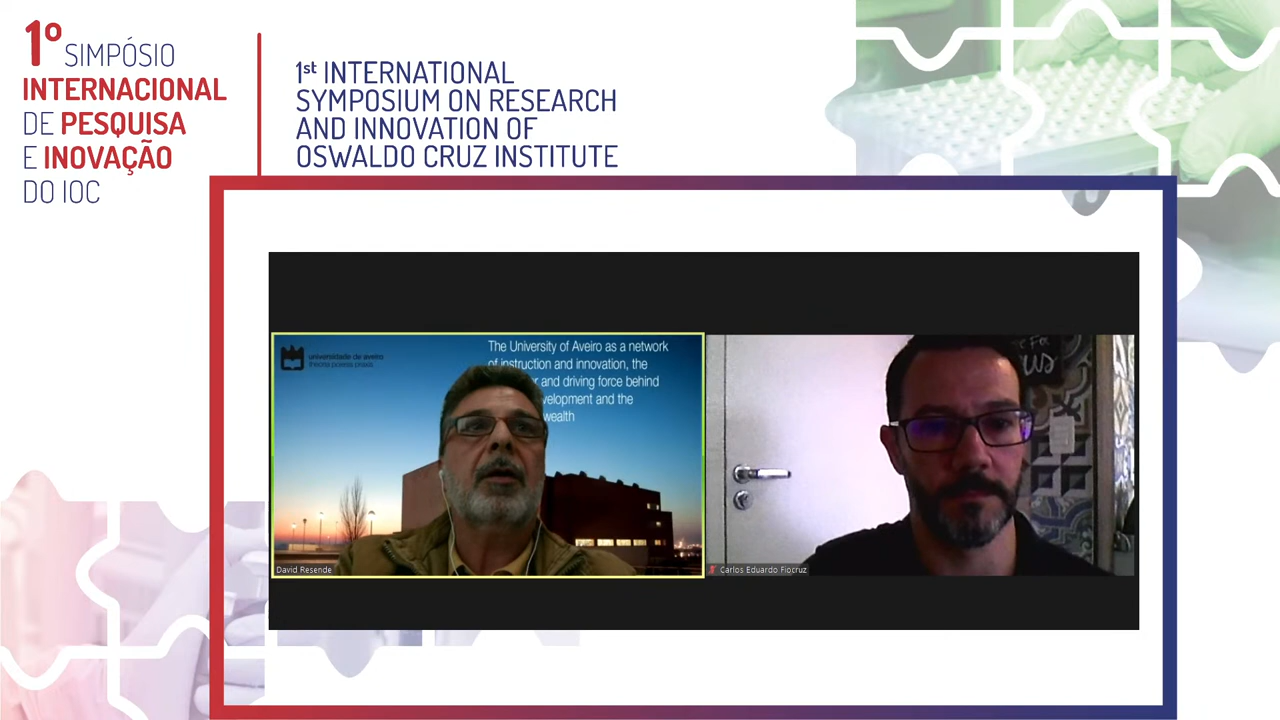 1º SIMPÓSIO
INTERNACIONAL
DE PESQUISA
E INOVAÇÃO
DO IOC
1st INTERNATIONAL
SYMPOSIUM ON RESEARCH
AND INNOVATION OF
OSWALDO CRUZ INSTITUTE
universidade de aveiro
theoria poiesis praxis
The University of Aveiro as a network
of instruction and innovation, the
and driving force behind
and the
wealth
David Resende
us
Carlos Eduardo Fiocruz